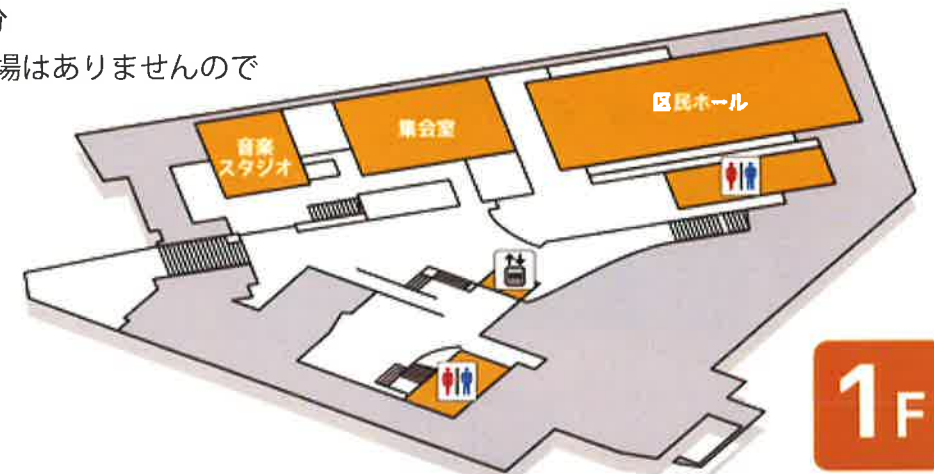 分
場はありませんので
音楽
スタジオ
集会室
区民ホール
1F